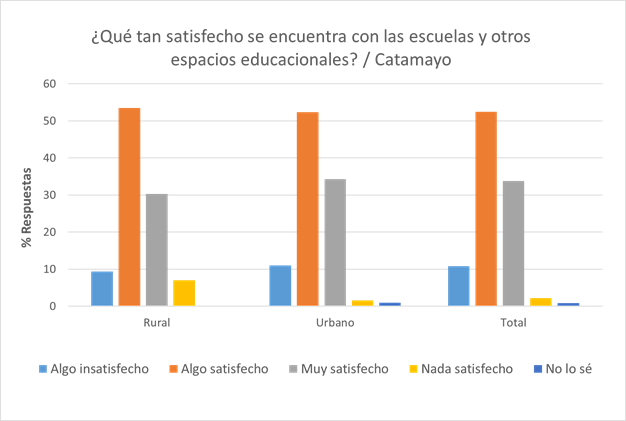 ¿Qué tan satisfecho se encuentra con las escuelas y otros
espacios educacionales? / Catamayo
% Respuestas
60
50
40
30
20
10
0
Rural Urbano Total
Algo insatisfecho Algo satisfecho Muy satisfecho Nada satisfecho No lo sé